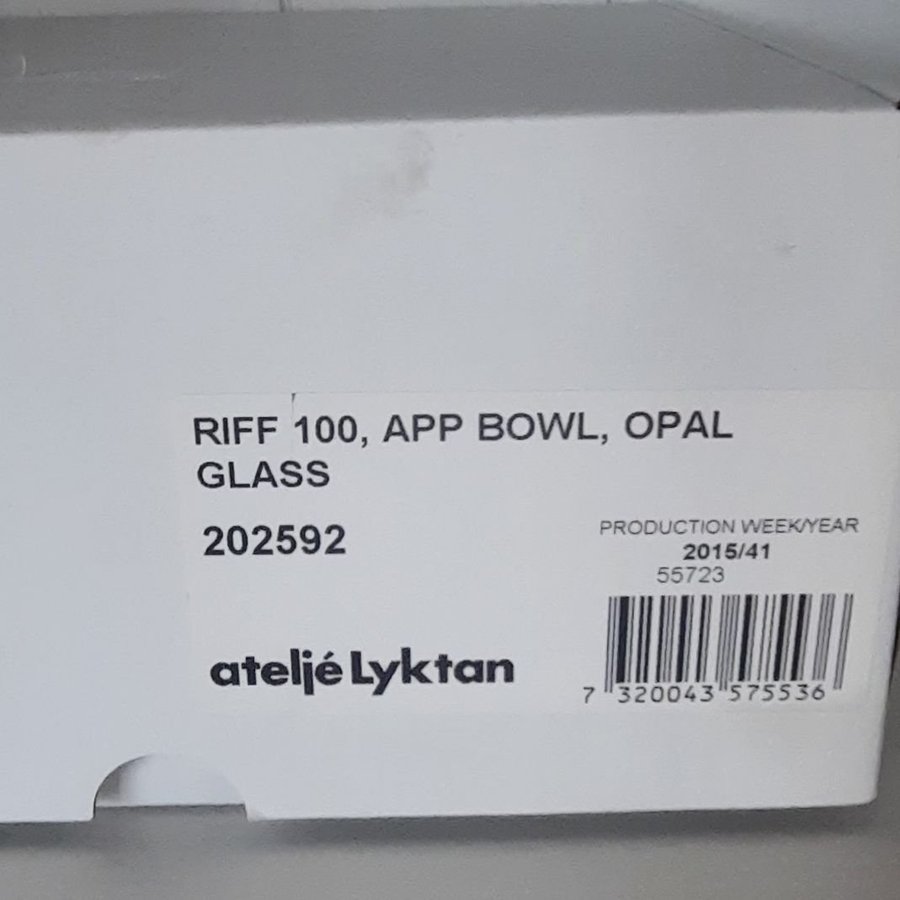 RIFF 100, APP BOWL, OPAL
GLASS
202592
PRODUCTION WEEK/YEAR
2015/41
55723
ateljé Lyktan
7 320043 575536